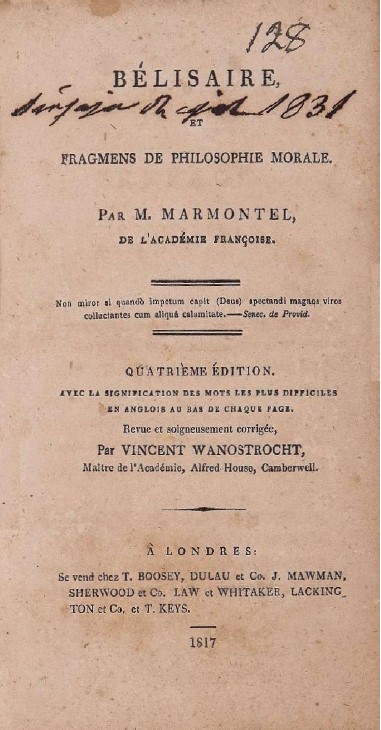 128
BÉLISAIRE,
1831
ET
FRAGMENS DE PHILOSOPHIE MORALE.
PAR M. MARMONTEL,
DE L'ACADÉMIE FRANÇOISE.
Non miror si quandò impetum capit (Deus) spectandi magnos viros
colluctantes cum aliquâ calamitate.—Senec. de Provid.
QUATRIÈME ÉDITION.
AVEC LA SIGNIFICATION DES MOTS LES PLUS DIFFICILES
EN ANGLOIS AU BAS DE CHAQUE PAGE.
Revue et soigneusement corrigée,
Par VINCENT WANOSTROCHT,
Maître de l'Académie, Alfred-House, Camberwell.
À LONDRES:
Se vend chez T. BOOSEY, DULAU et Co. J. MAWMAN,
SHERWOOD et Co. LAW et WHITAKER, LACKING_
TON et Co. et T. KEYS.
1817